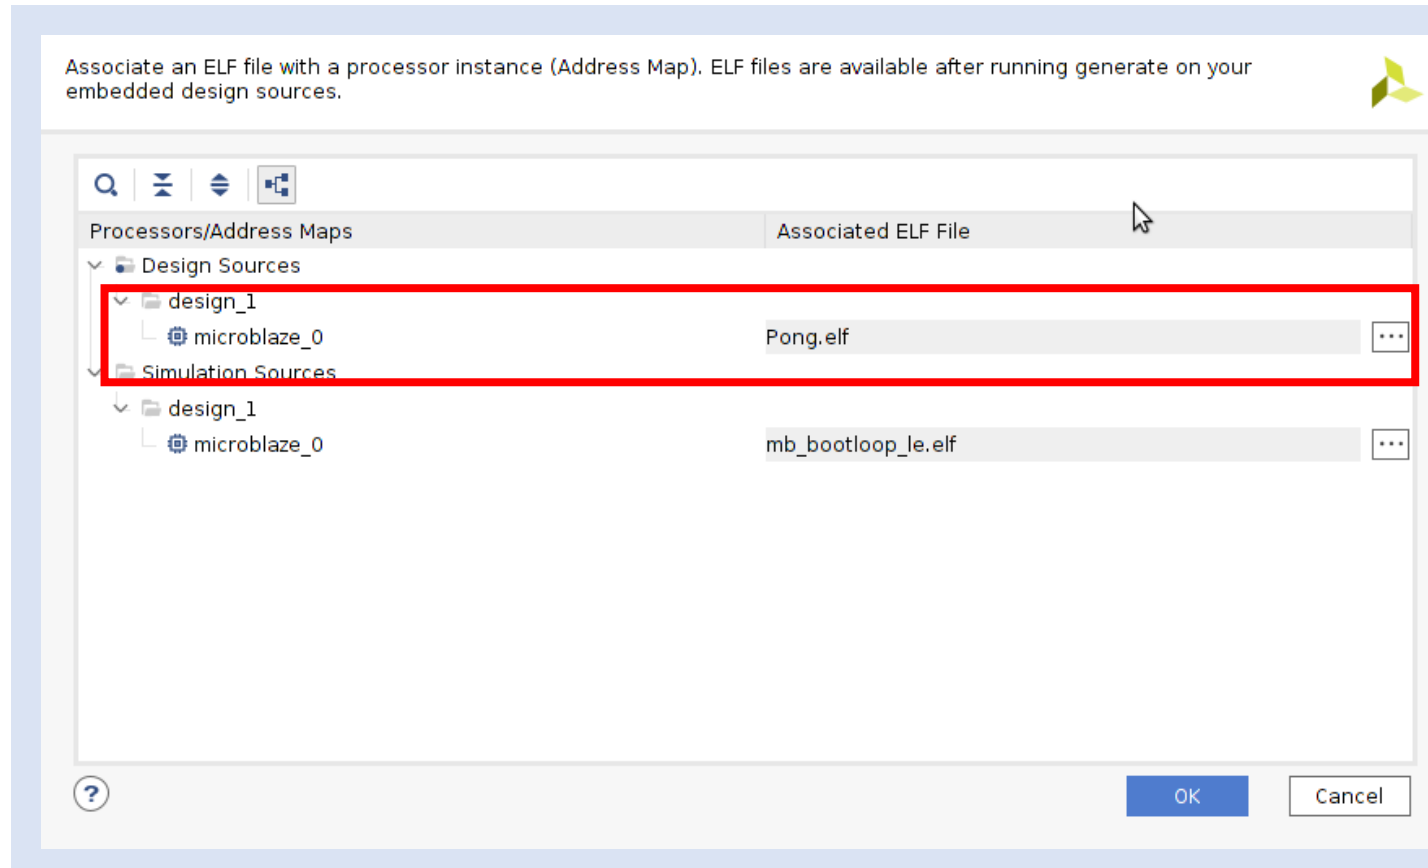 Associate an ELF file with a processor instance (Address Map). ELF files are available after running generate on your
embedded design sources.
Processors/Address Maps Associated ELF File
Design Sources
design_1
microblaze_0 Pong.elf ...
Simulation Sources
design_1
microblaze_0 mb_bootloop_le.elf ...
? OK Cancel